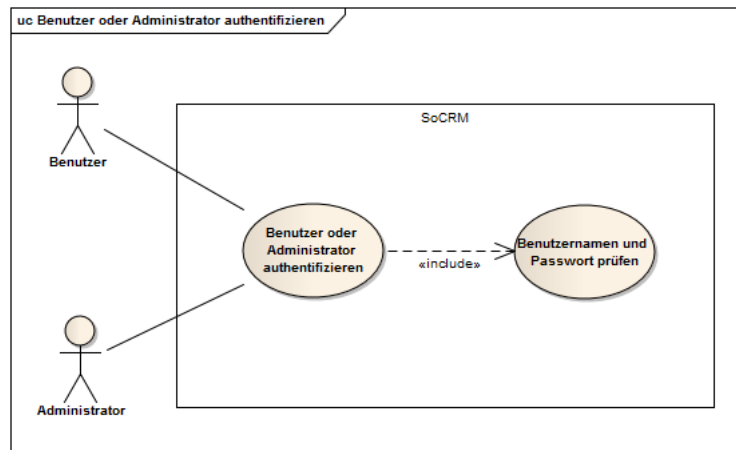 uc Benutzer oder Administrator authentifizieren
SoCRM
Benutzer
Benutzer oder
Administrator
authentifizieren
«include»
Benutzernamen und
Passwort prüfen
Administrator